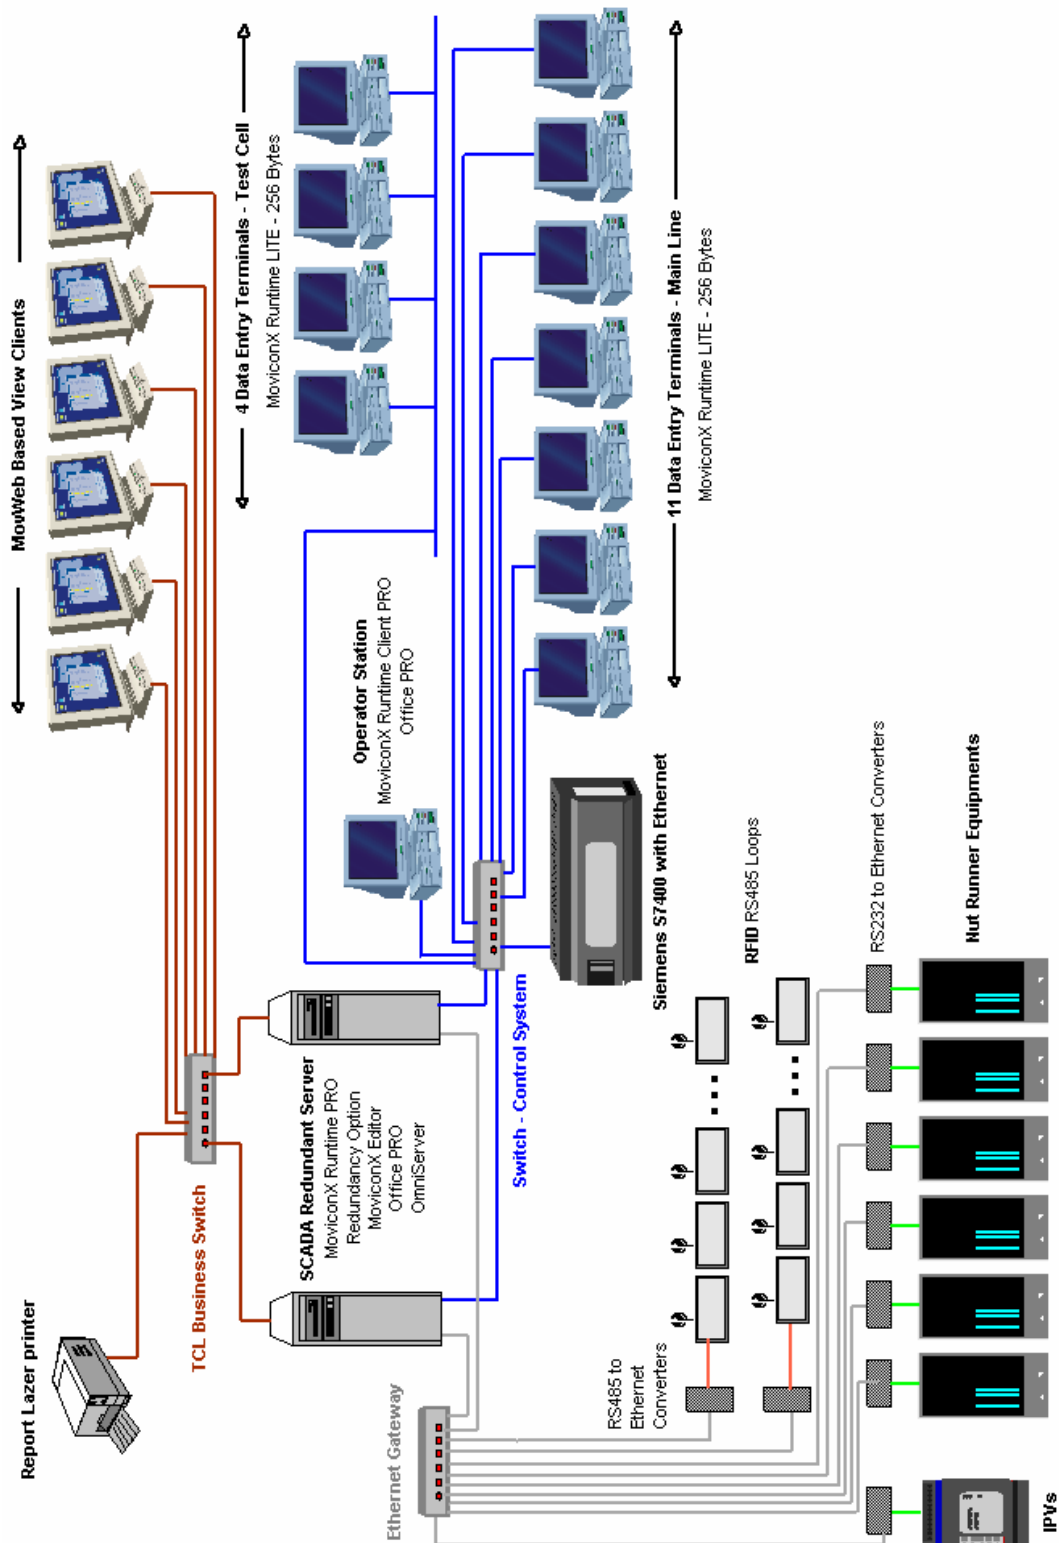 MovWeb Based View Clients
4 Data Entry Terminals - Test Cell
MoviconX Runtime LITE - 256 Bytes
Report Lazer printer
TCL Business Switch
SCADA Redundant Server
MoviconX Runtime PRO
Redundancy Option
MoviconX Editor
Office PRO
OmniServer
Operator Station
MoviconX Runtime Client PRO
Office PRO
11 Data Entry Terminals - Main Line
MoviconX Runtime LITE - 256 Bytes
Switch - Control System
Siemens S7400 with Ethernet
Ethernet Gateway
RS485 to
Ethernet
Converters
RFID RS485 Loops
RS232 to Ethernet Converters
Nut Runner Equipments
IPVs